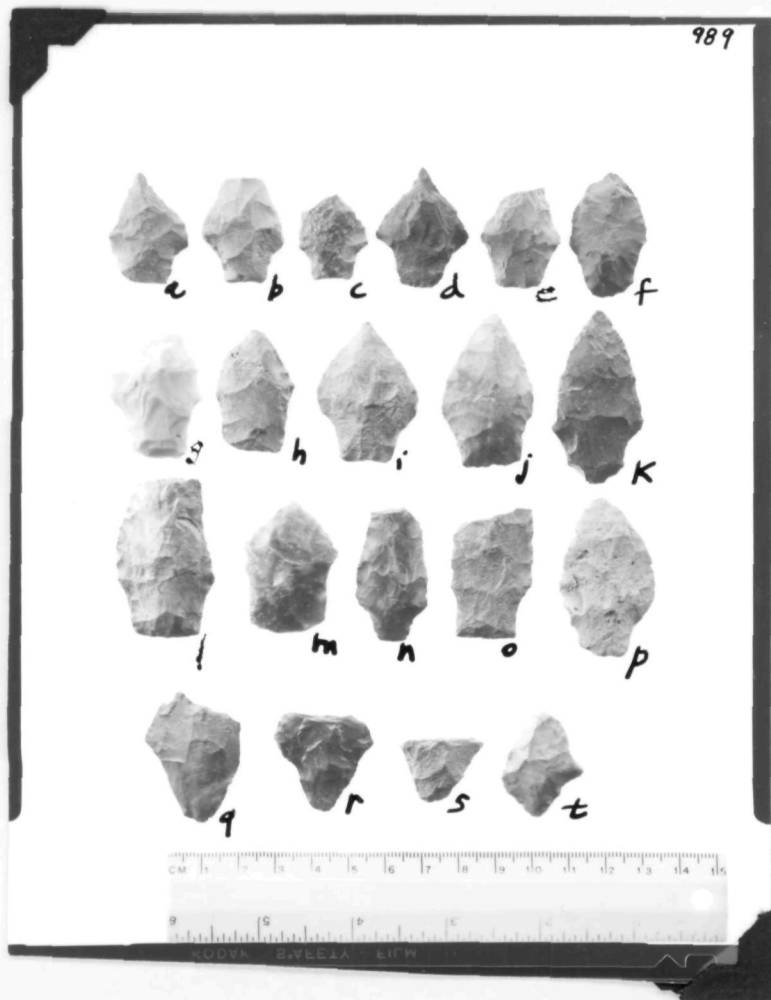 989
a b c d e f
g h i j K
l m n o p
q r s t
CM 1 2 3 4 5 6 7 8 9 10 11 12 13 14 15
6 5 4 3 2
KODAK SAFETY FILM